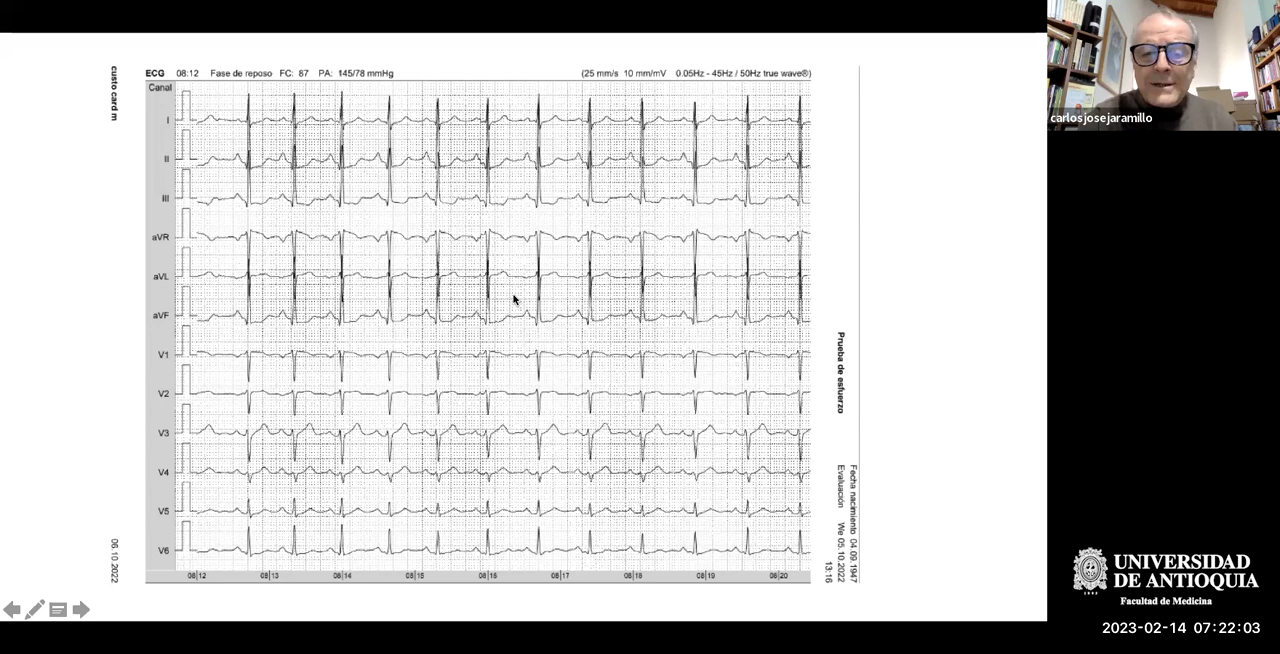 ECG 08:12 Fase de reposo FC: 87 PA: 145/78 mmHg (25 mm/s 10 mm/mV 0.05Hz - 45Hz / 50Hz true wave®)
Canal
I
II
III
aVR
aVL
aVF
V1
V2
V3
V4
V5
V6
08|12 08|13 08|14 08|15 08|16 08|17 08|18 08|19 08|20
custo card m
06.10.2022
Prueba de esfuerzo
Fecha nacimiento 04.09.1947
Evaluación We 05.10.2022
13:16
carlosjosejaramillo
UNIVERSIDAD
DE ANTIOQUIA
1803
Facultad de Medicina
2023-02-14 07:22:03